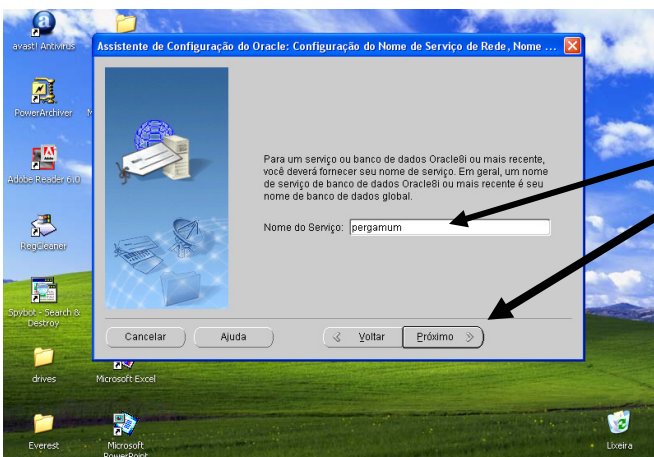 avast! Antivirus
Assistente de Configuração do Oracle: Configuração do Nome de Serviço de Rede, Nome ...
PowerArchiver
M
Adobe Reader 6.0
Para um serviço ou banco de dados Oracle8i ou mais recente,
você deverá fornecer seu nome de serviço. Em geral, um nome
de serviço de banco de dados Oracle8i ou mais recente é seu
nome de banco de dados global.
Nome do Serviço: pergamum
RegCleaner
Spybot - Search &
Destroy
Cancelar Ajuda Voltar Próximo
drives
Microsoft Excel
Everest
Microsoft
PowerPoint
Lixeira